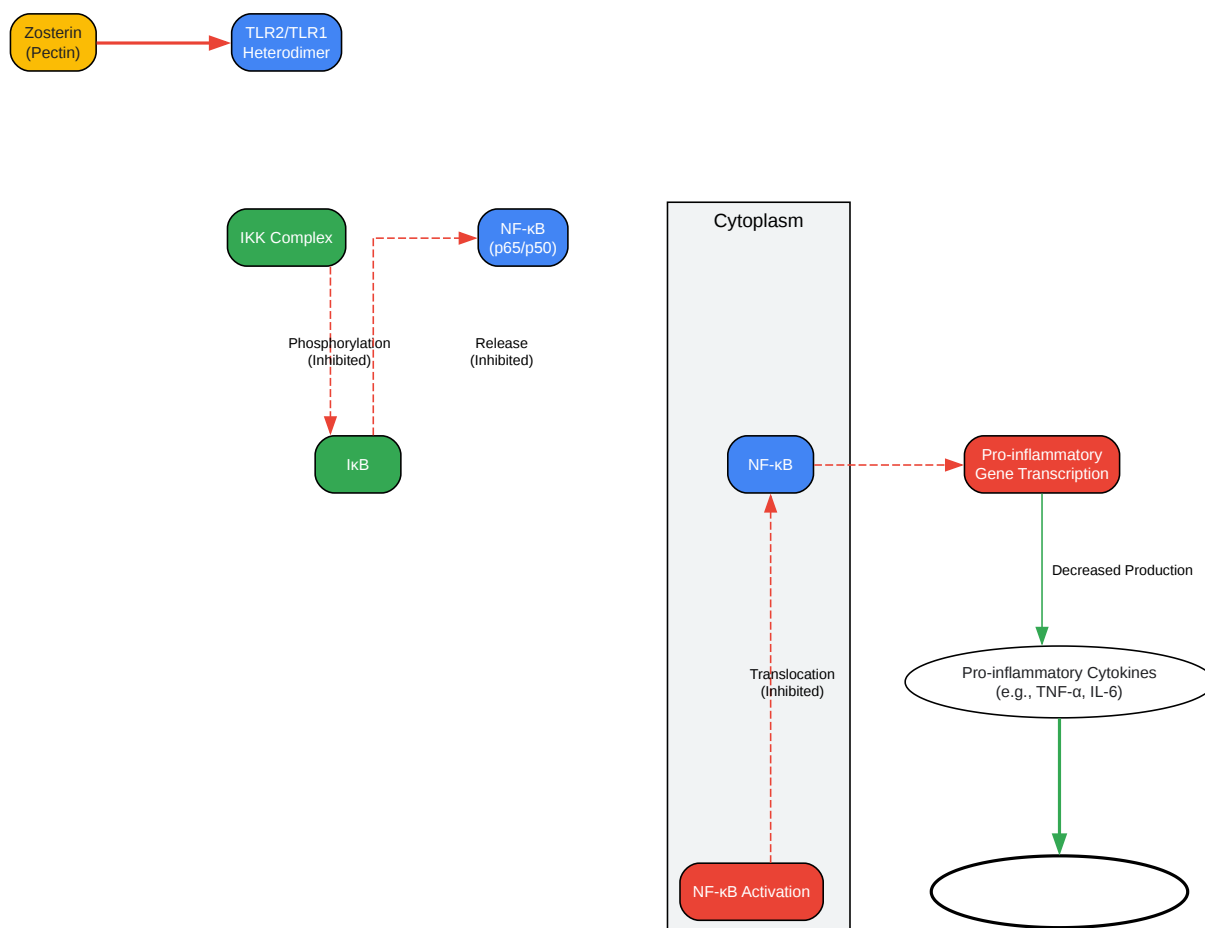 Zosterin
(Pectin)
TLR2/TLR1
Heterodimer
IKK Complex
NF-κB
(p65/p50)
Cytoplasm
Phosphorylation
(Inhibited)
Release
(Inhibited)
IκB
NF-κB
Pro-inflammatory
Gene Transcription
Decreased Production
Translocation
(Inhibited)
Pro-inflammatory Cytokines
(e.g., TNF-α, IL-6)
NF-κB Activation